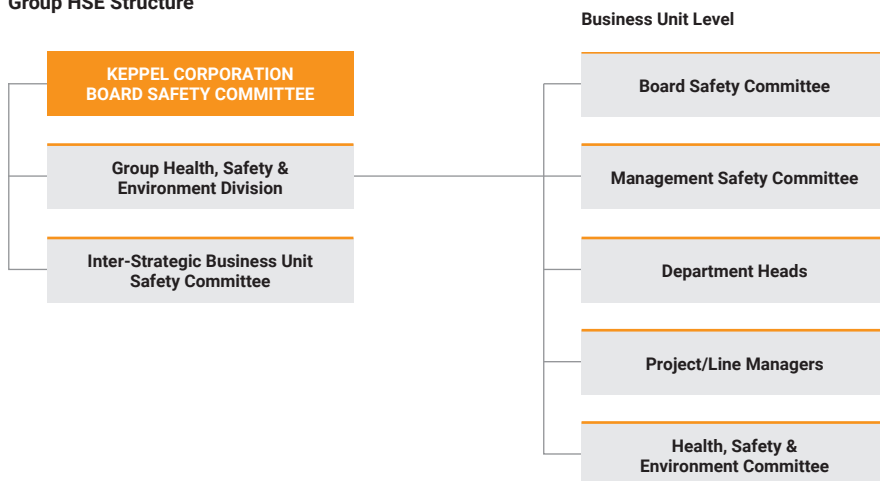 Group HSE Structure
Business Unit Level
KEPPEL CORPORATION
BOARD SAFETY COMMITTEE
Group Health, Safety &
Environment Division
Inter-Strategic Business Unit
Safety Committee
Board Safety Committee
Management Safety Committee
Department Heads
Project/Line Managers
Health, Safety &
Environment Committee